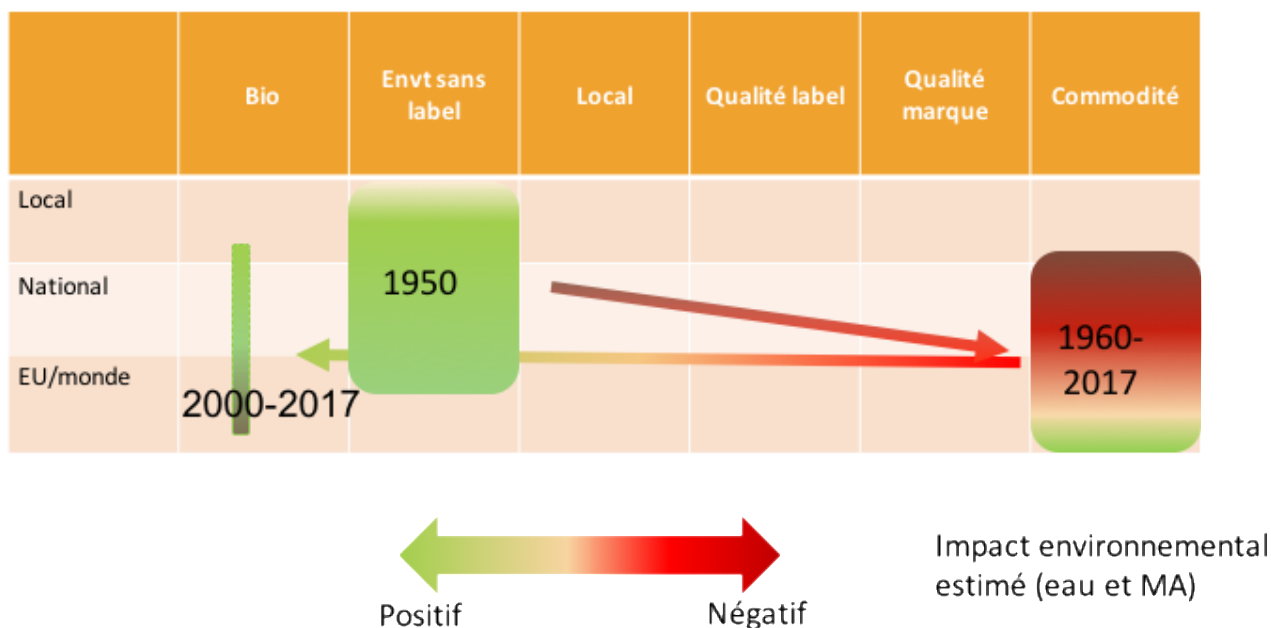 Bio
Envt sans
label
Local
Qualité label
Qualité
marque
Commodité
Local
National
EU/monde
1950
1960-
2017
2000-2017
Positif
Négatif
Impact environnemental
estimé (eau et MA)